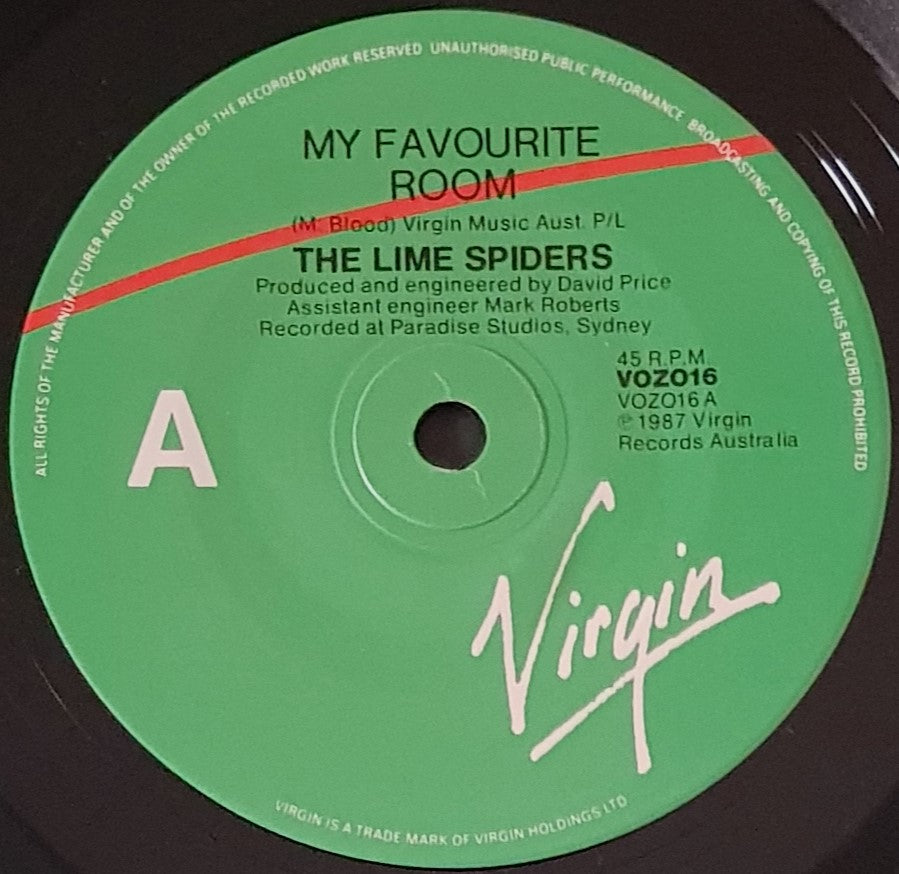 ALL RIGHTS OF THE MANUFACTURER AND OF THE OWNER OF THE RECORDED WORK RESERVED UNAUTHORISED PUBLIC PERFORMANCE BROADCASTING AND COPYING OF THIS RECORD PROHIBITED
MY FAVOURITE
ROOM
(M. Blood) Virgin Music Aust. P/L
THE LIME SPIDERS
Produced and engineered by David Price
Assistant engineer Mark Roberts
Recorded at Paradise Studios, Sydney
45 R.P.M.
VOZO16
VOZO16 A
℗ 1987 Virgin
Records Australia
A
Virgin
VIRGIN IS A TRADE MARK OF VIRGIN HOLDINGS LTD